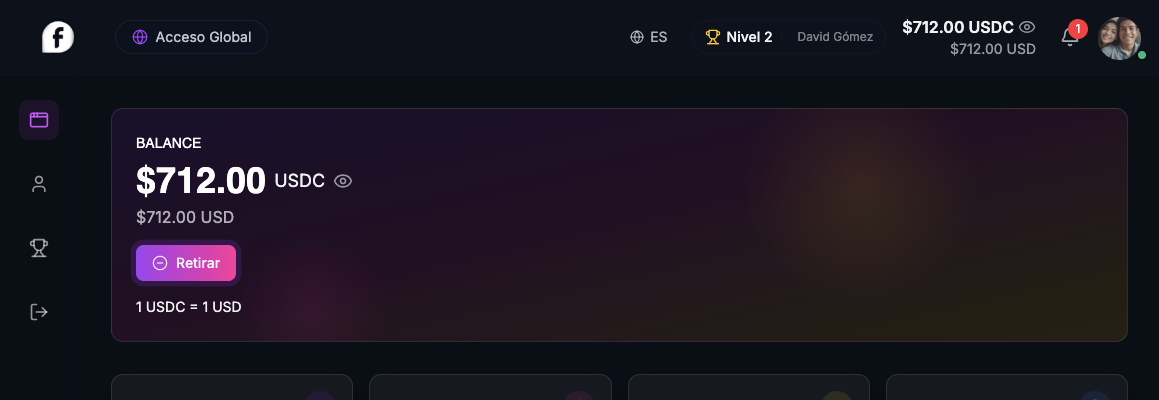 f
Acceso Global
ES
Nivel 2
David Gómez
$712.00 USDC
$712.00 USD
1
BALANCE
$712.00 USDC
$712.00 USD
Retirar
1 USDC = 1 USD